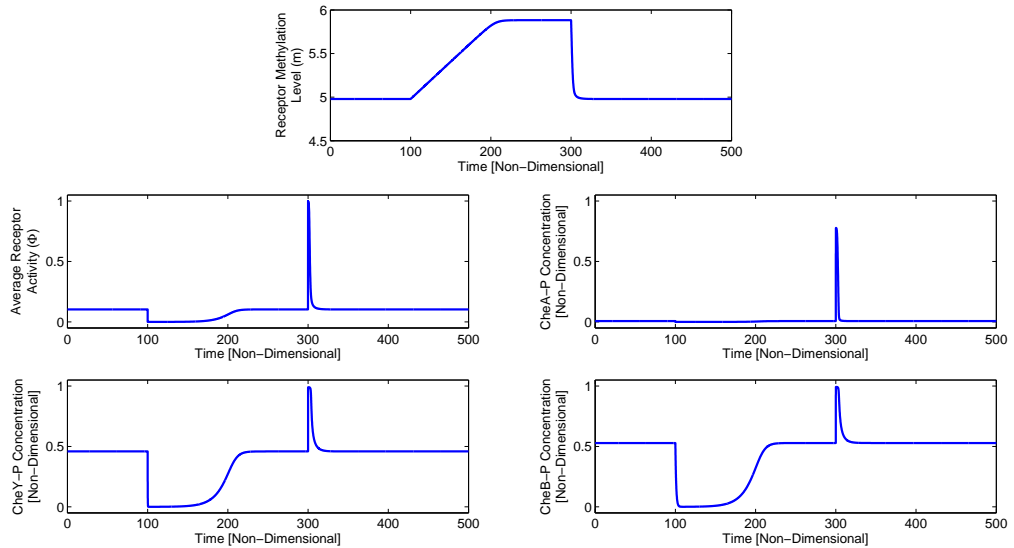 6
5.5
5
4.5
Receptor Methylation
Level (m)
0 100 200 300 400 500
Time [Non−Dimensional]
1
0.5
0
Average Receptor
Activity (Φ)
0 100 200 300 400 500
Time [Non−Dimensional]
1
0.5
0
CheA−P Concentration
[Non−Dimensional]
0 100 200 300 400 500
Time [Non−Dimensional]
1
0.5
0
CheY−P Concentration
[Non−Dimensional]
0 100 200 300 400 500
Time [Non−Dimensional]
1
0.5
0
CheB−P Concentration
[Non−Dimensional]
0 100 200 300 400 500
Time [Non−Dimensional]